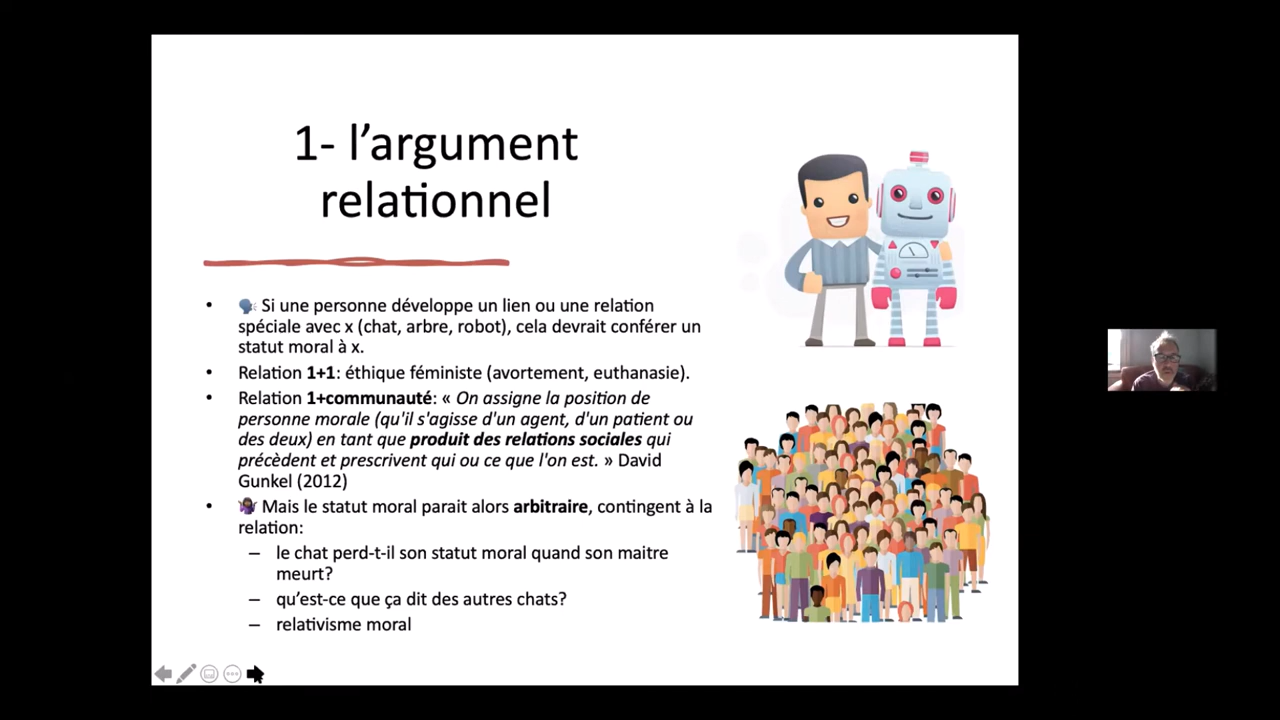 1- l’argument
relationnel
• 🗣 Si une personne développe un lien ou une relation
spéciale avec x (chat, arbre, robot), cela devrait conférer un
statut moral à x.
• Relation 1+1: éthique féministe (avortement, euthanasie).
• Relation 1+communauté: « On assigne la position de
personne morale (qu'il s'agisse d'un agent, d'un patient ou
des deux) en tant que produit des relations sociales qui
précèdent et prescrivent qui ou ce que l'on est. » David
Gunkel (2012)
• 🤷🏾‍♀️ Mais le statut moral parait alors arbitraire, contingent à la
relation:
– le chat perd-t-il son statut moral quand son maitre
meurt?
– qu’est-ce que ça dit des autres chats?
– relativisme moral